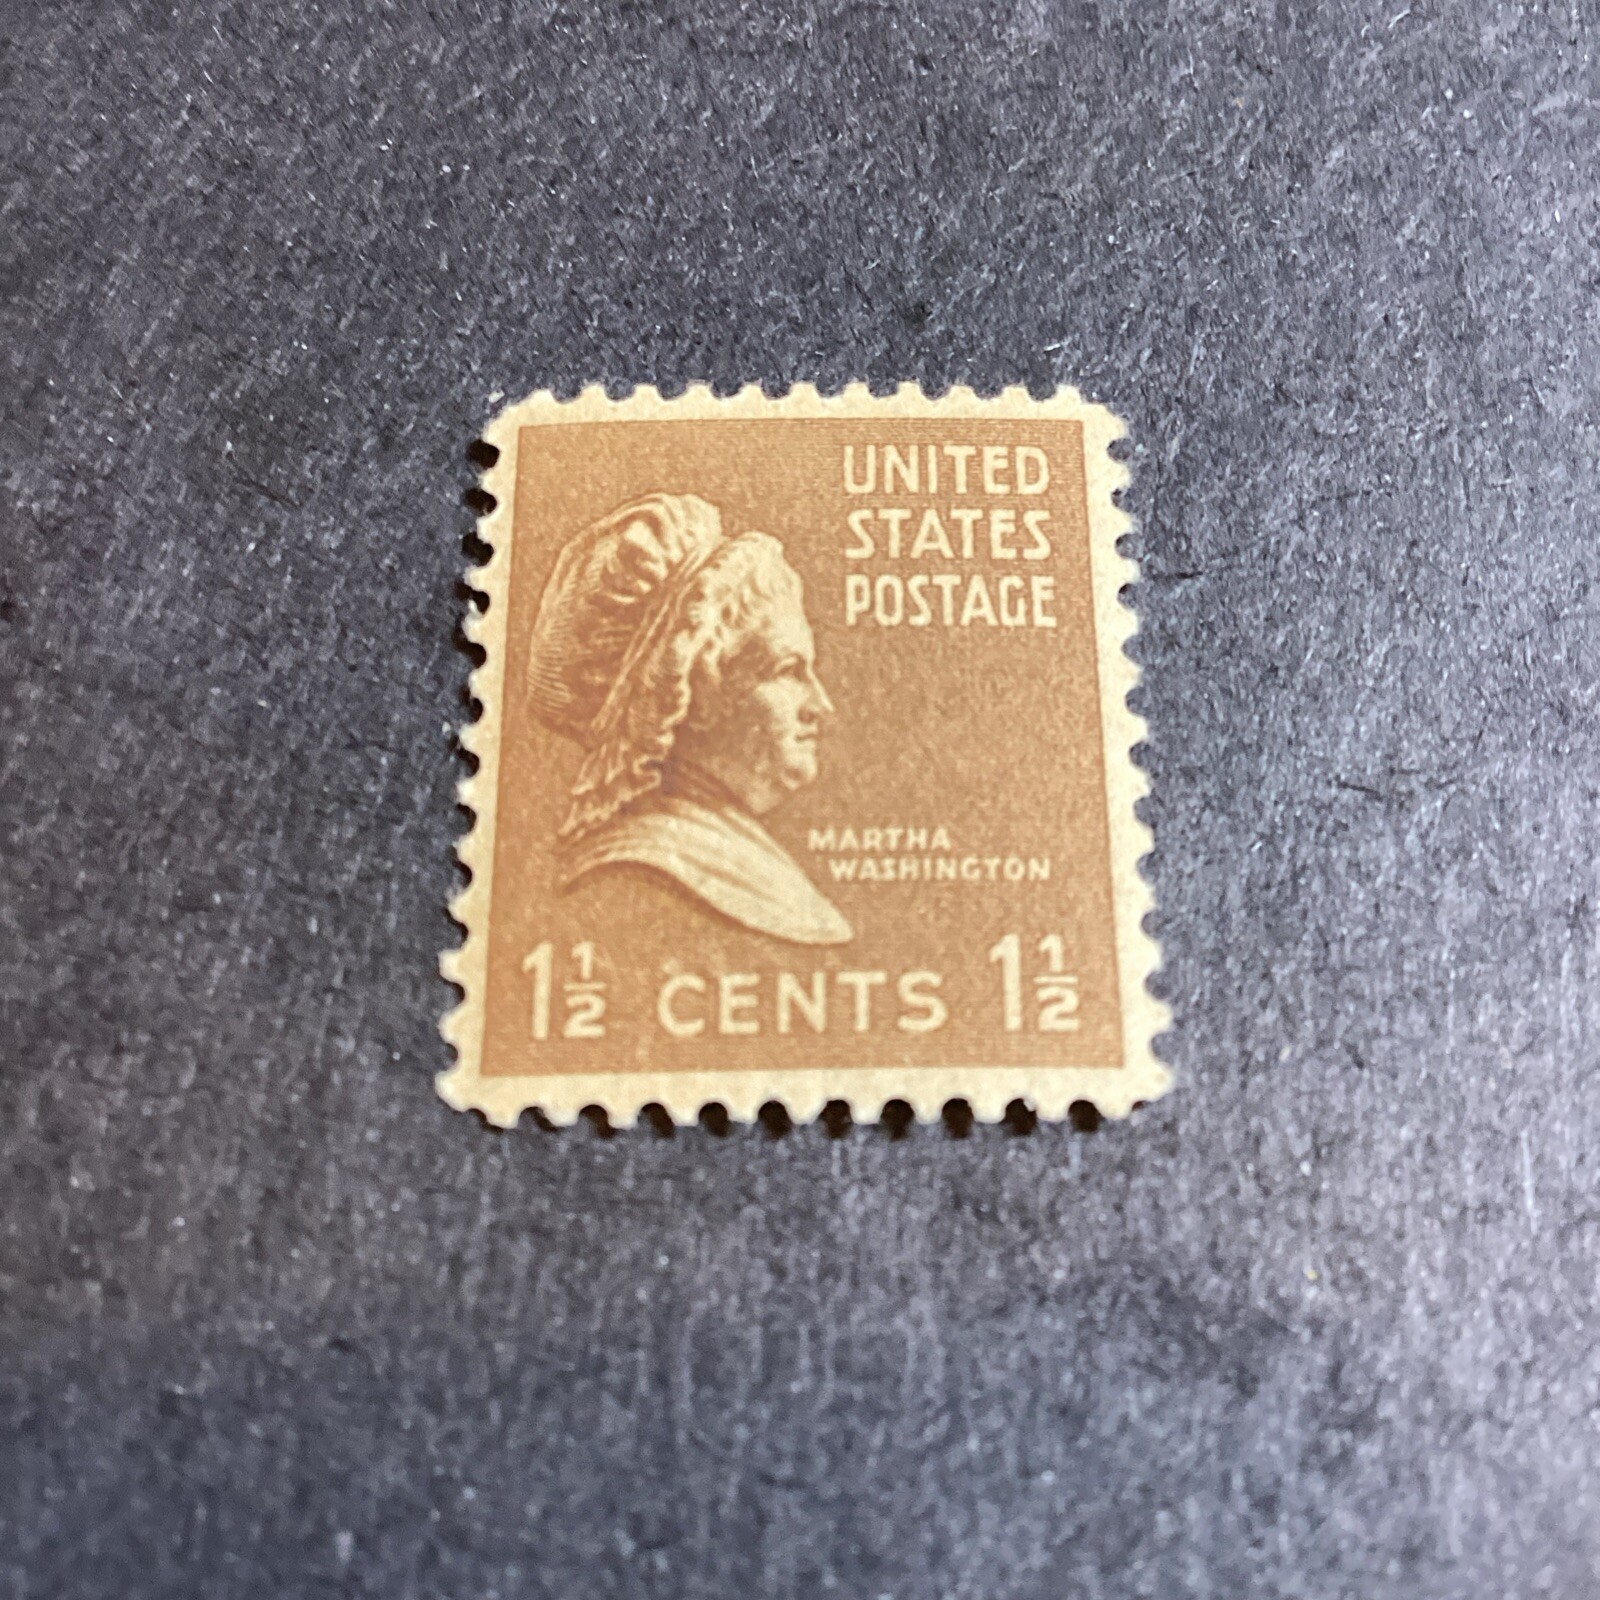 UNITED
STATES
POSTAGE
MARTHA
WASHINGTON
1½ CENTS 1½